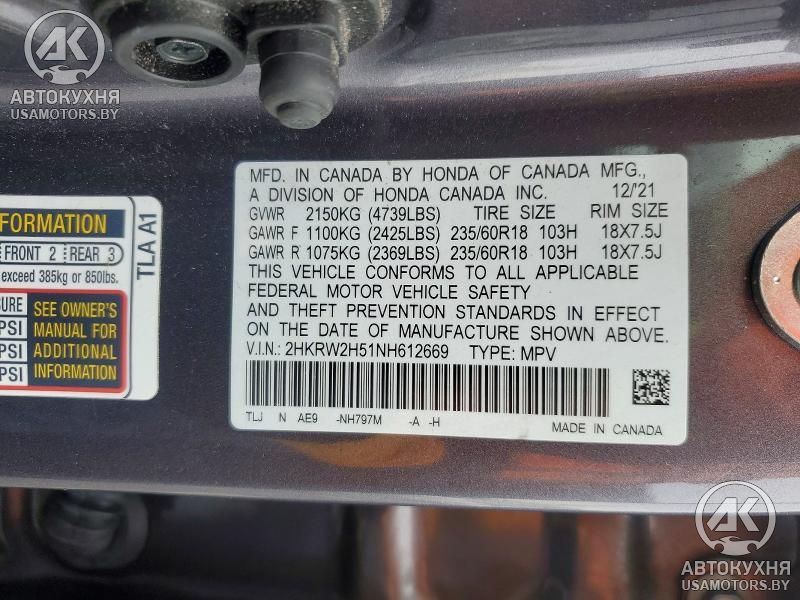 AK
АВТОКУХНЯ
USAMOTORS.BY
FORMATION
FRONT 2 REAR 3
exceed 385kg or 850lbs.
TLA A1
SURE
PSI
PSI
PSI
SEE OWNER'S
MANUAL FOR
ADDITIONAL
INFORMATION
MFD. IN CANADA BY HONDA OF CANADA MFG.,
A DIVISION OF HONDA CANADA INC. 12/'21
GVWR 2150KG (4739LBS) TIRE SIZE RIM SIZE
GAWR F 1100KG (2425LBS) 235/60R18 103H 18X7.5J
GAWR R 1075KG (2369LBS) 235/60R18 103H 18X7.5J
THIS VEHICLE CONFORMS TO ALL APPLICABLE
FEDERAL MOTOR VEHICLE SAFETY
AND THEFT PREVENTION STANDARDS IN EFFECT
ON THE DATE OF MANUFACTURE SHOWN ABOVE.
V.I.N.: 2HKRW2H51NH612669 TYPE: MPV
TLJ N AE9 -NH797M -A -H
MADE IN CANADA
AK
АВТОКУХНЯ
USAMOTORS.BY